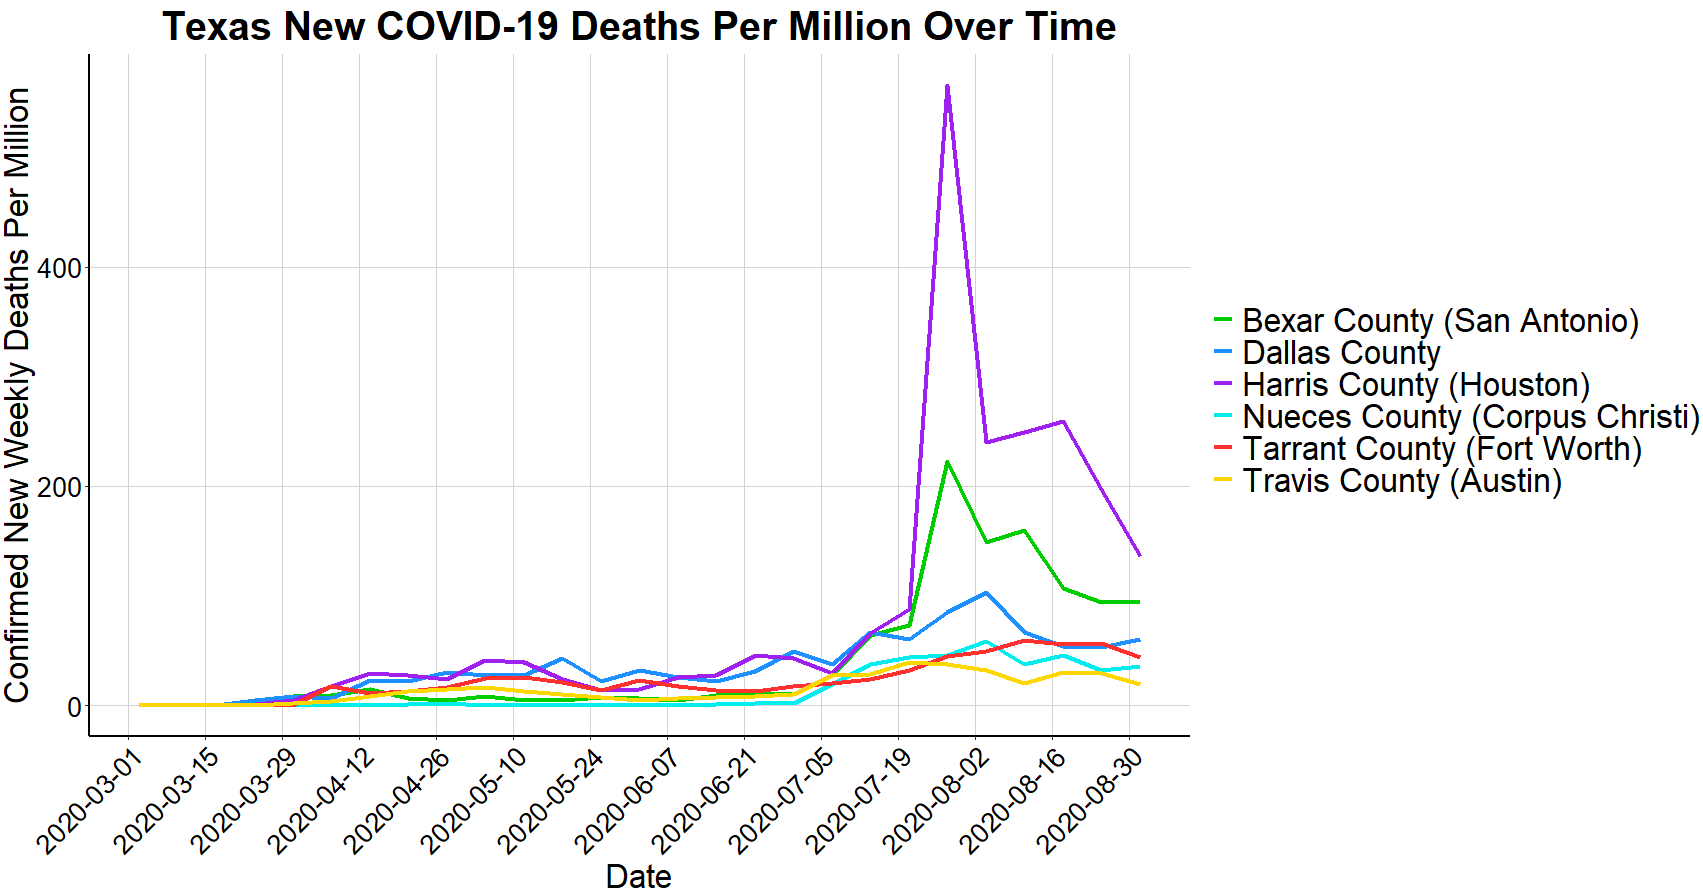 Texas New COVID-19 Deaths Per Million Over Time
Confirmed New Weekly Deaths Per Million
400
200
0
2020-03-01
2020-03-15
2020-03-29
2020-04-12
2020-04-26
2020-05-10
2020-05-24
2020-06-07
2020-06-21
2020-07-05
2020-07-19
2020-08-02
2020-08-16
2020-08-30
Date
Bexar County (San Antonio)
Dallas County
Harris County (Houston)
Nueces County (Corpus Christi)
Tarrant County (Fort Worth)
Travis County (Austin)